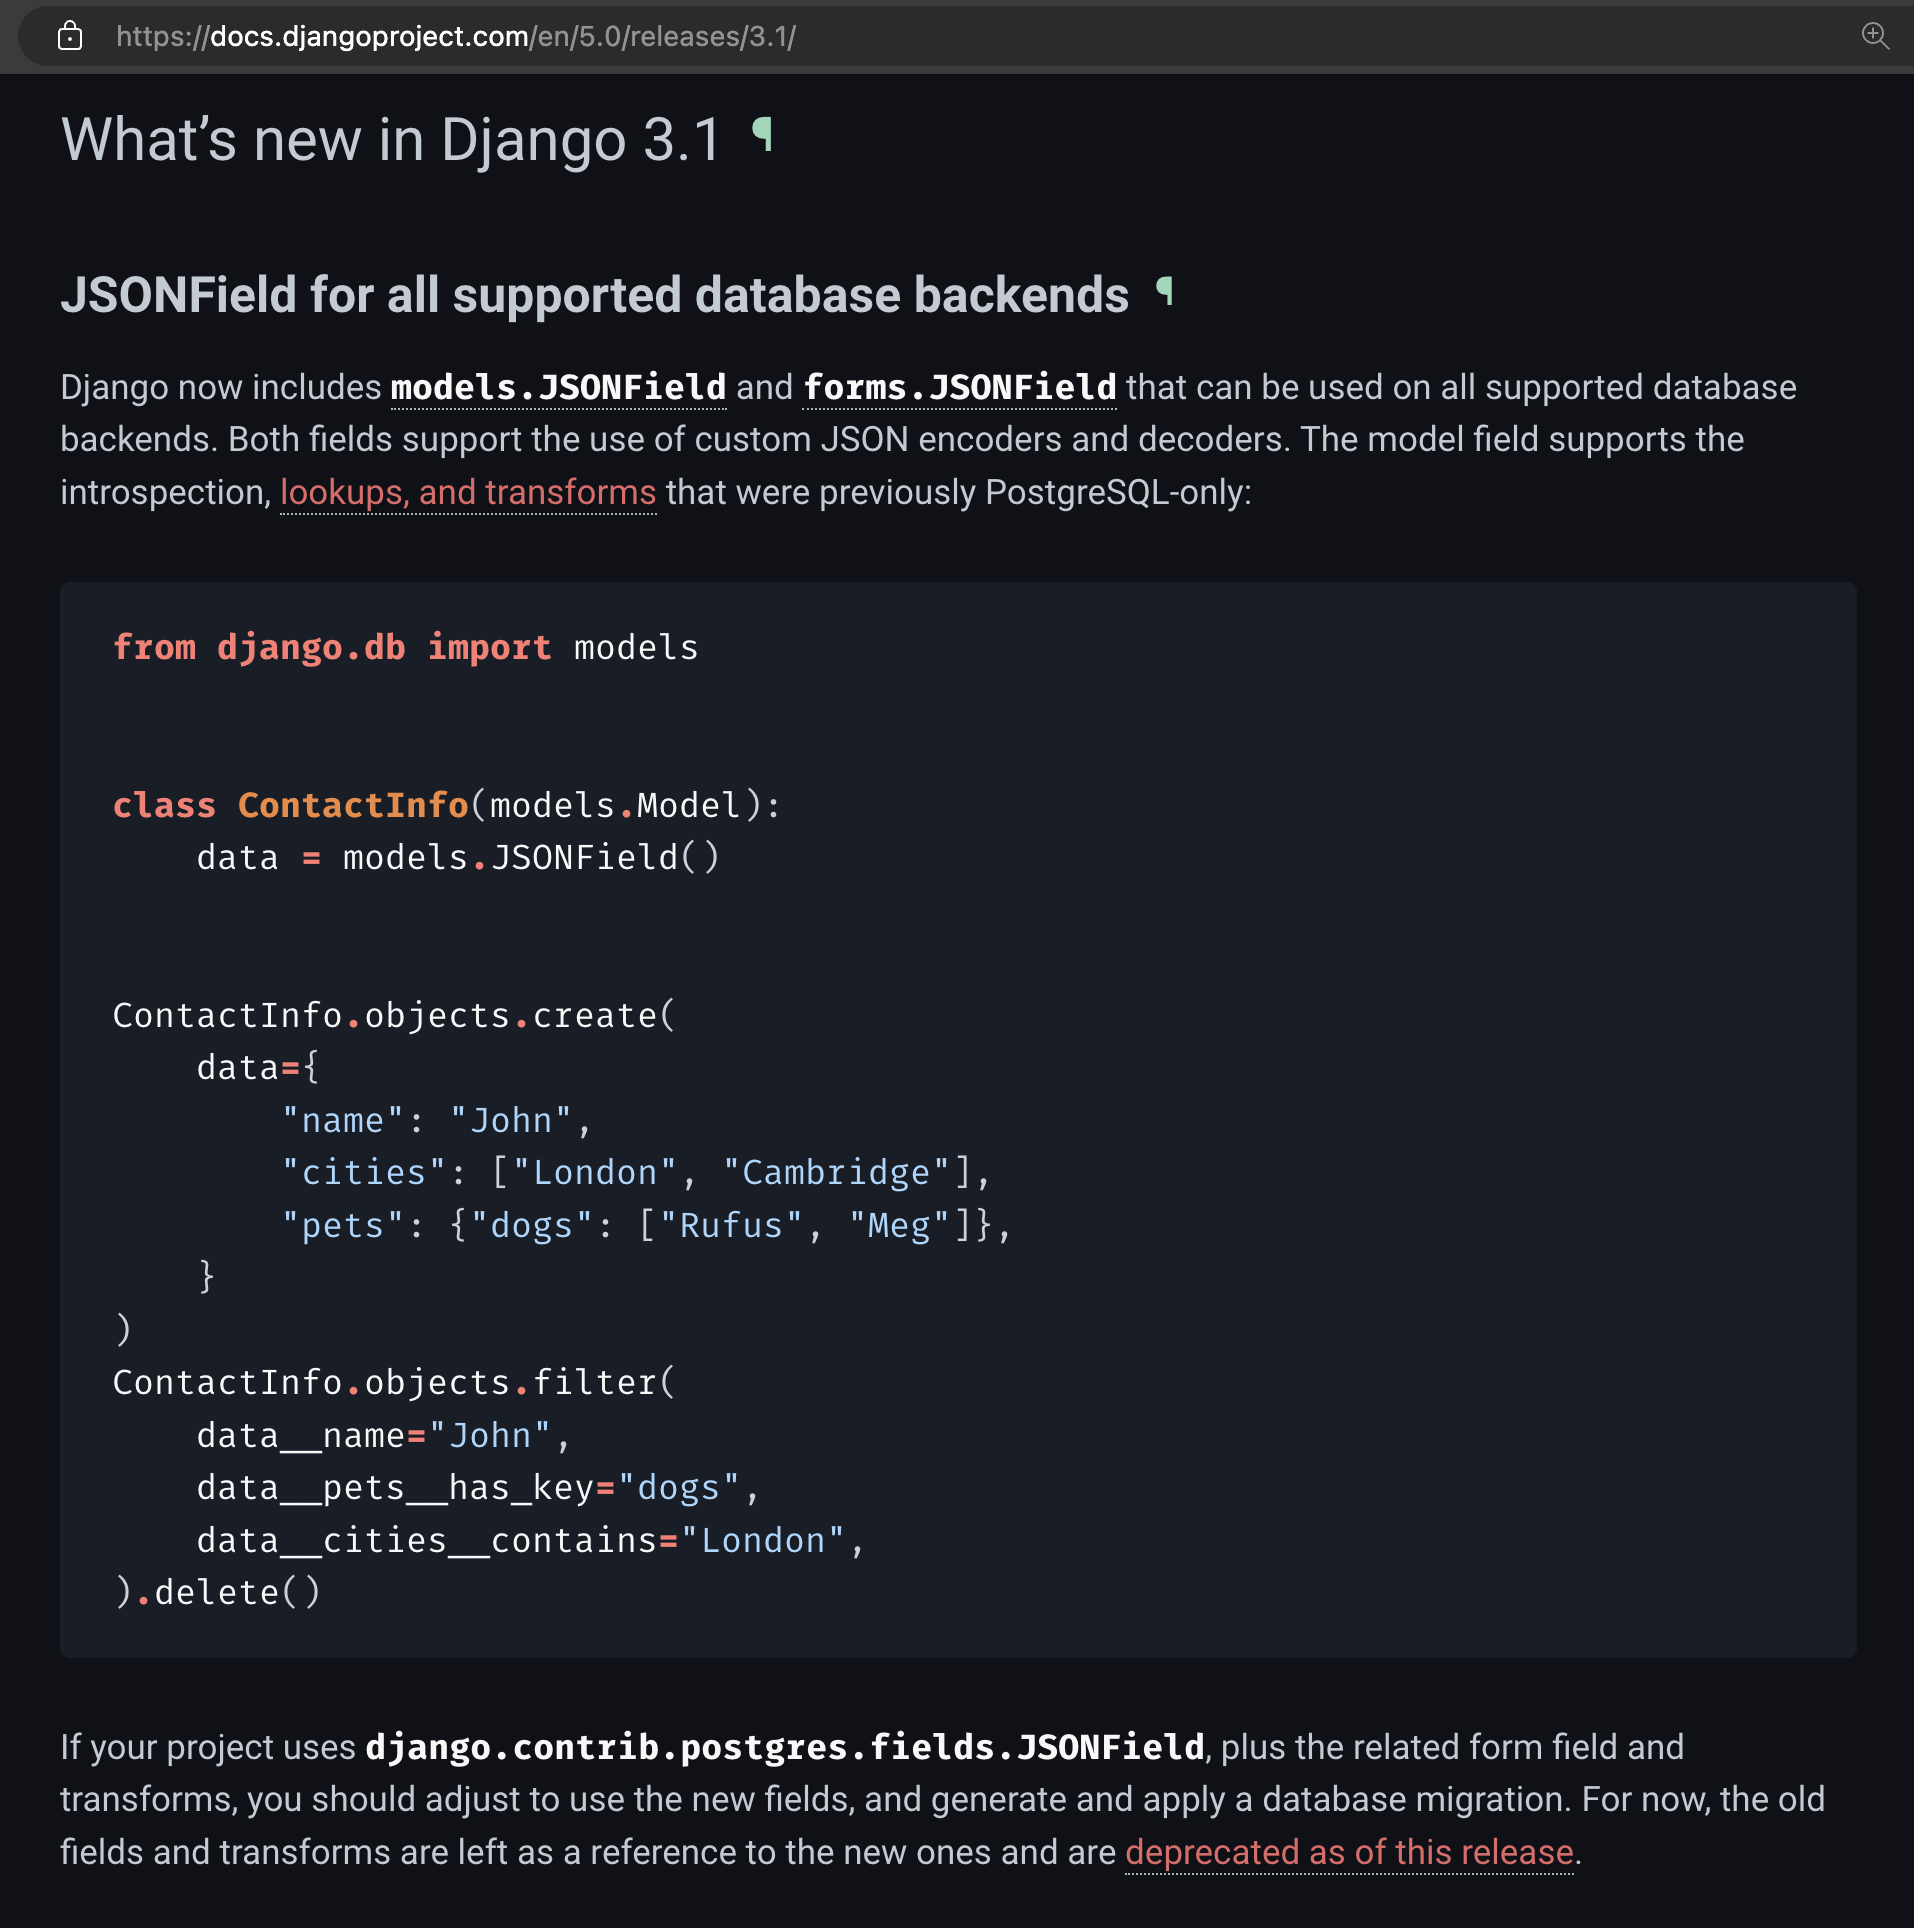 https://docs.djangoproject.com/en/5.0/releases/3.1/
What’s new in Django 3.1 ¶
JSONField for all supported database backends ¶
Django now includes models.JSONField and forms.JSONField that can be used on all supported database
backends. Both fields support the use of custom JSON encoders and decoders. The model field supports the
introspection, lookups, and transforms that were previously PostgreSQL-only:
from django.db import models
class ContactInfo(models.Model):
    data = models.JSONField()
ContactInfo.objects.create(
    data={
        "name": "John",
        "cities": ["London", "Cambridge"],
        "pets": {"dogs": ["Rufus", "Meg"]},
    }
)
ContactInfo.objects.filter(
    data__name="John",
    data__pets__has_key="dogs",
    data__cities__contains="London",
).delete()
If your project uses django.contrib.postgres.fields.JSONField, plus the related form field and
transforms, you should adjust to use the new fields, and generate and apply a database migration. For now, the old
fields and transforms are left as a reference to the new ones and are deprecated as of this release.